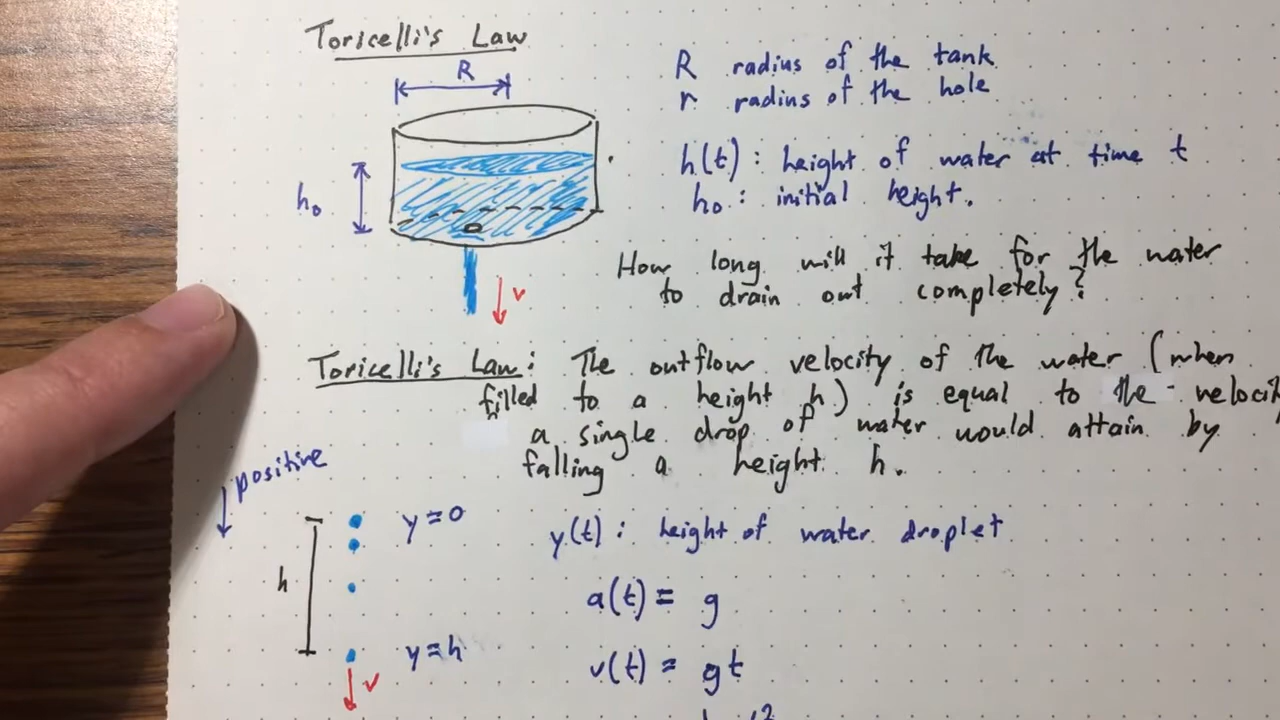 Toricelli's Law
R
R radius of the tank
r radius of the hole
h(t): height of water at time t
h₀: initial height.
h₀
How long will it take for the water
to drain out completely?
v
Toricelli's Law: The outflow velocity of the water (when
filled to a height h) is equal to the velocit
a single drop of water would attain by
falling a height h.
positive
y=0
y(t): height of water droplet
h
a(t) = g
y=h
v(t) = gt
v